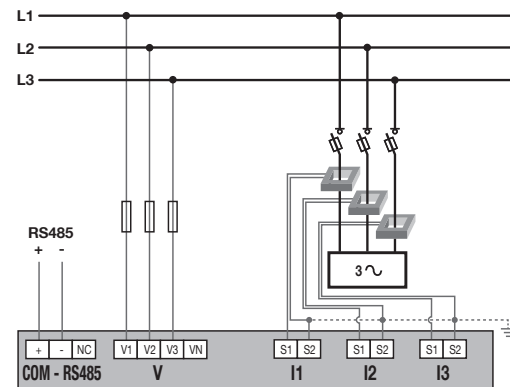 L1
L2
L3
RS485
+ -
3
+ - NC V1 V2 V3 VN S1 S2 S1 S2 S1 S2
COM - RS485 V I1 I2 I3